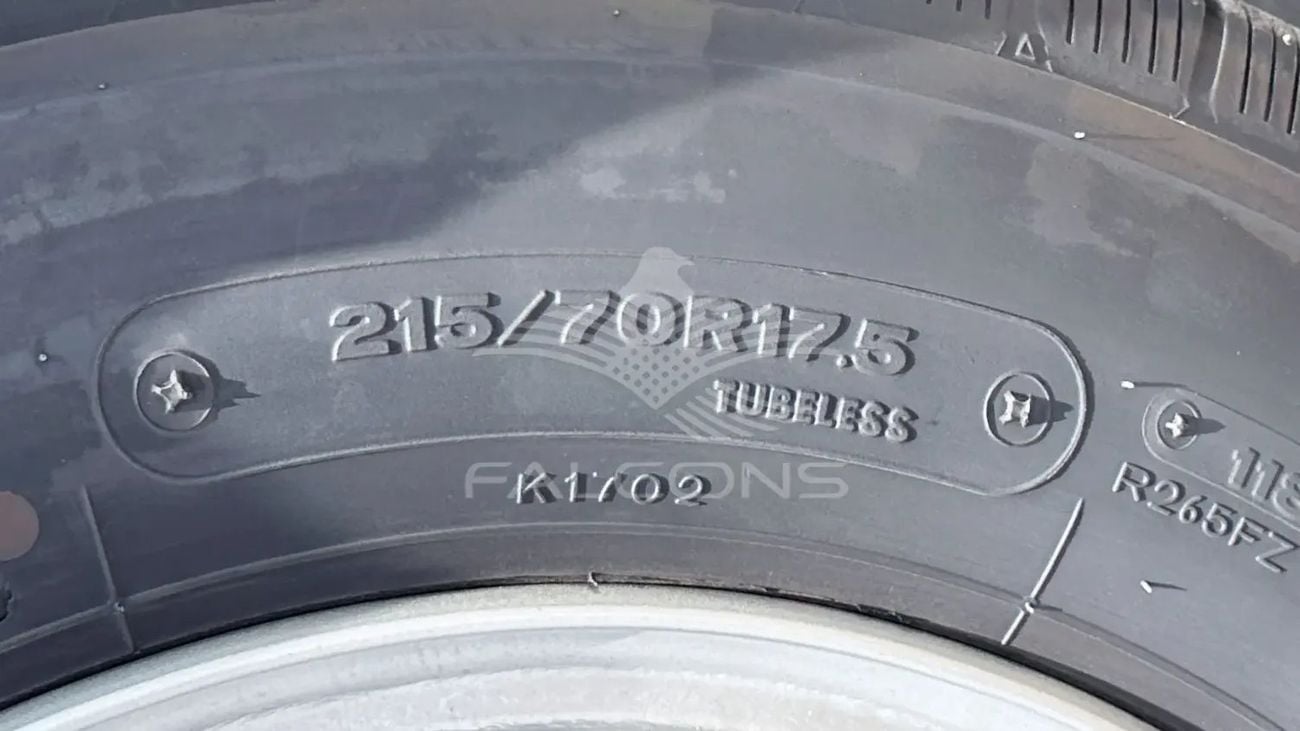 215/70R17.5
TUBELESS
K1702
FALCONS
R265FZ